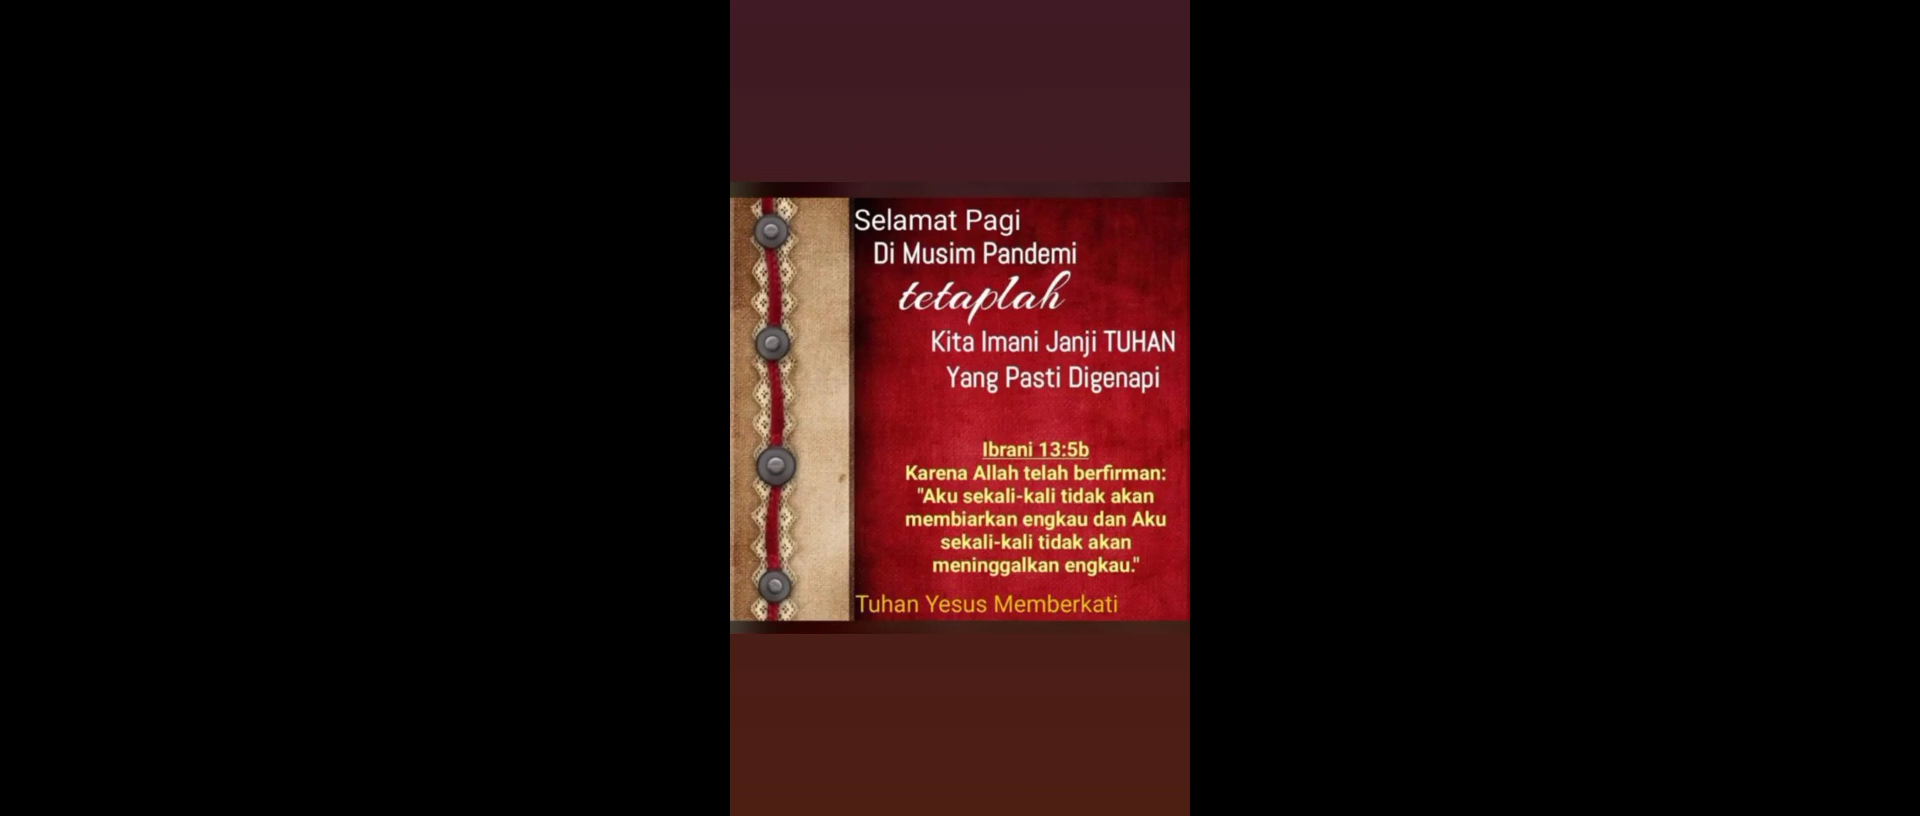 Selamat Pagi
Di Musim Pandemi
tetaplah
Kita Imani Janji TUHAN
Yang Pasti Digenapi
Ibrani 13:5b
Karena Allah telah berfirman:
"Aku sekali-kali tidak akan
membiarkan engkau dan Aku
sekali-kali tidak akan
meninggalkan engkau."
Tuhan Yesus Memberkati